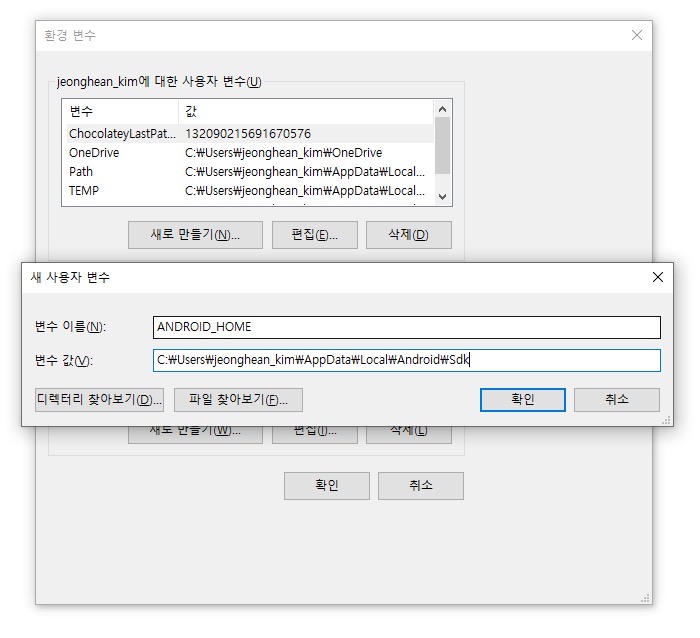 환경 변수
jeonghean_kim에 대한 사용자 변수(U)
변수 값
ChocolateyLastPat... 132090215691670576
OneDrive C:₩Users₩jeonghean_kim₩OneDrive
Path C:₩Users₩jeonghean_kim₩AppData₩Local...
TEMP C:₩Users₩jeonghean_kim₩AppData₩Local...
새로 만들기(N)... 편집(E)... 삭제(D)
새 사용자 변수
변수 이름(N): ANDROID_HOME
변수 값(V): C:₩Users₩jeonghean_kim₩AppData₩Local₩Android₩Sdk
디렉터리 찾아보기(D)... 파일 찾아보기(F)... 확인 취소
새로 만들기(W)... 편집(I)... 삭제(L)
확인 취소